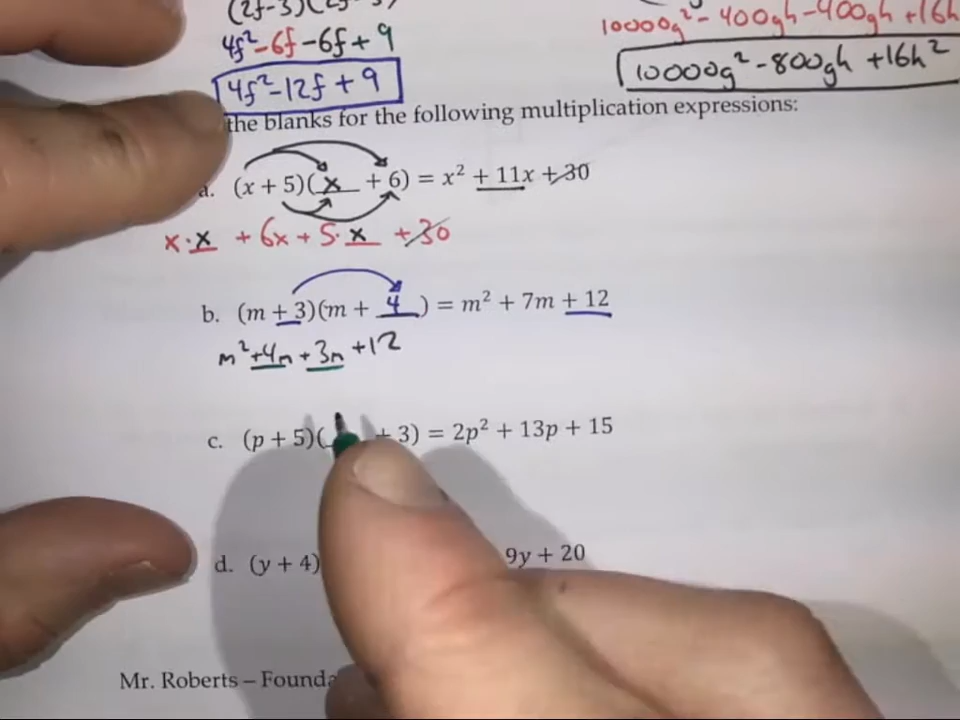 4f² - 6f - 6f + 9
4f² - 12f + 9
10000g² - 400gh - 400gh + 16h
10000g² - 800gh + 16h²
the blanks for the following multiplication expressions:
a. (x + 5)( x + 6) = x² + 11x + 30
x · x + 6x + 5 · x + 30
b. (m + 3)(m + 4 ) = m² + 7m + 12
m² + 4m + 3m + 12
c. (p + 5)( + 3) = 2p² + 13p + 15
d. (y + 4) 9y + 20
Mr. Roberts –